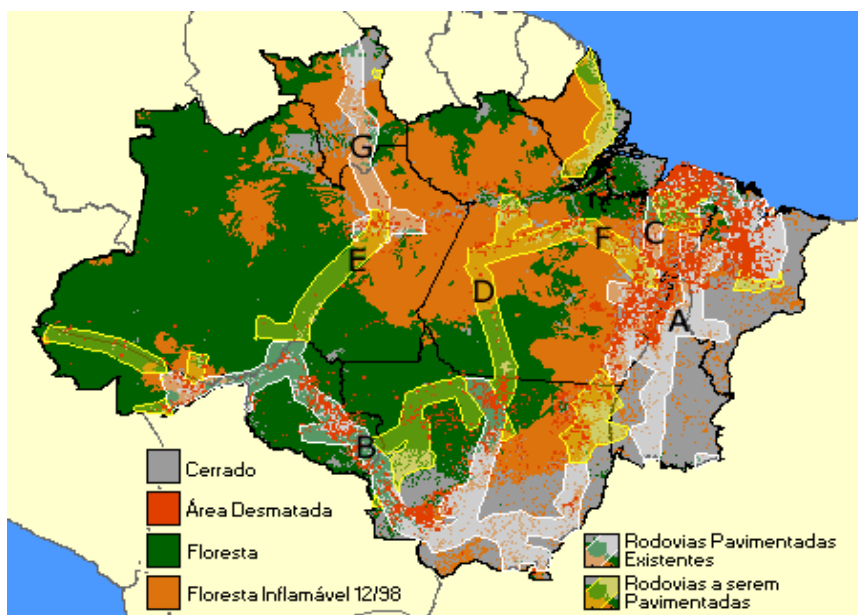 G
C
F
E
D
A
B
Cerrado
Área Desmatada
Floresta
Floresta Inflamável 12/98
Rodovias Pavimentadas
Existentes
Rodovias a serem
Pavimentadas